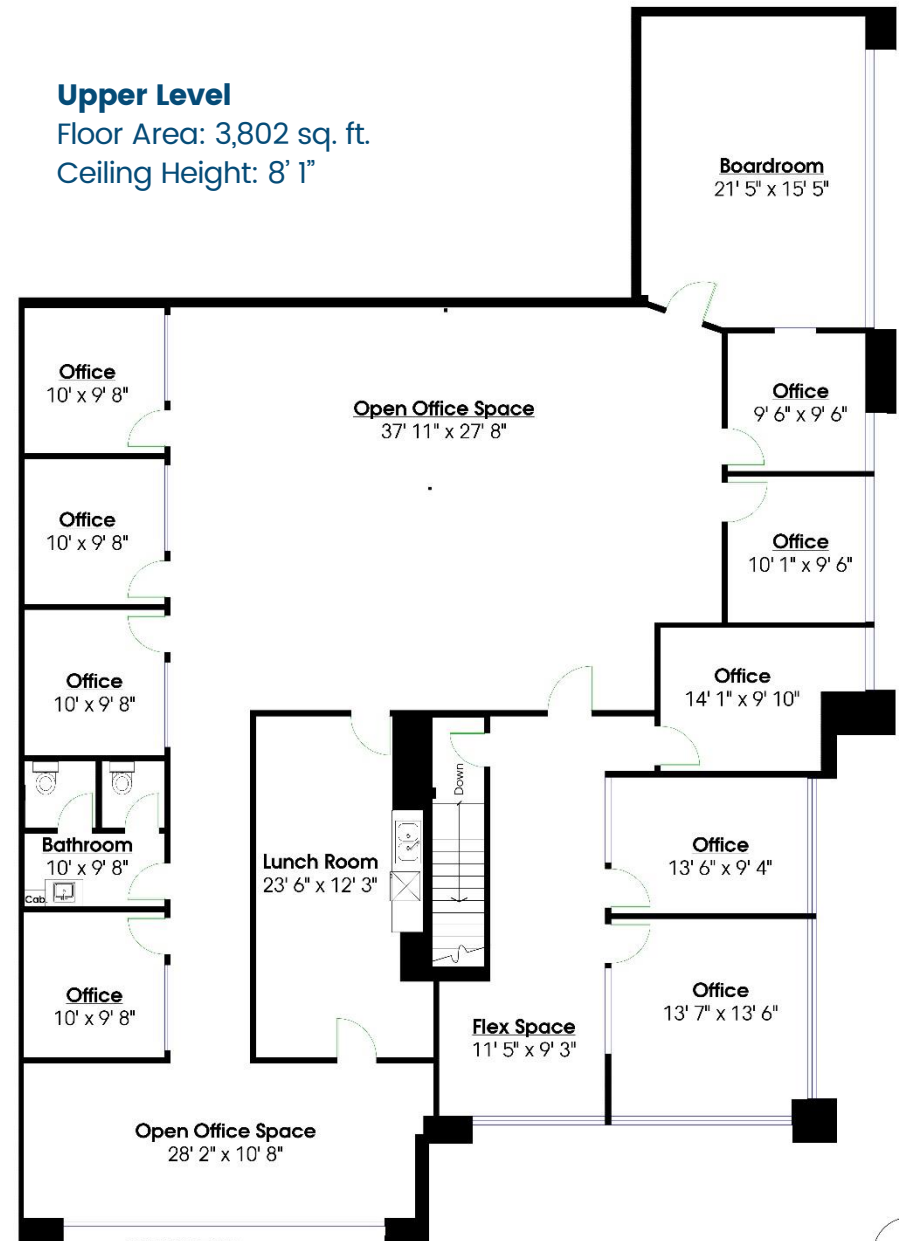 Upper Level
Floor Area: 3,802 sq. ft.
Ceiling Height: 8' 1"
Boardroom
21' 5" x 15' 5"
Office
10' x 9' 8"
Open Office Space
37' 11" x 27' 8"
Office
9' 6" x 9' 6"
Office
10' x 9' 8"
Office
10' 1" x 9' 6"
Office
10' x 9' 8"
Office
14' 1" x 9' 10"
Down
Bathroom
10' x 9' 8"
Cab.
Lunch Room
23' 6" x 12' 3"
Office
13' 6" x 9' 4"
Office
10' x 9' 8"
Flex Space
11' 5" x 9' 3"
Office
13' 7" x 13' 6"
Open Office Space
28' 2" x 10' 8"